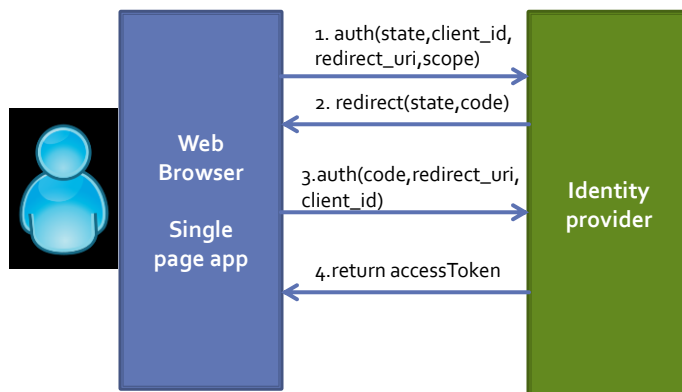 1. auth(state,client_id,
redirect_uri,scope)
2. redirect(state,code)
Web
Browser
Single
page app
3.auth(code,redirect_uri,
client_id)
Identity
provider
4.return accessToken